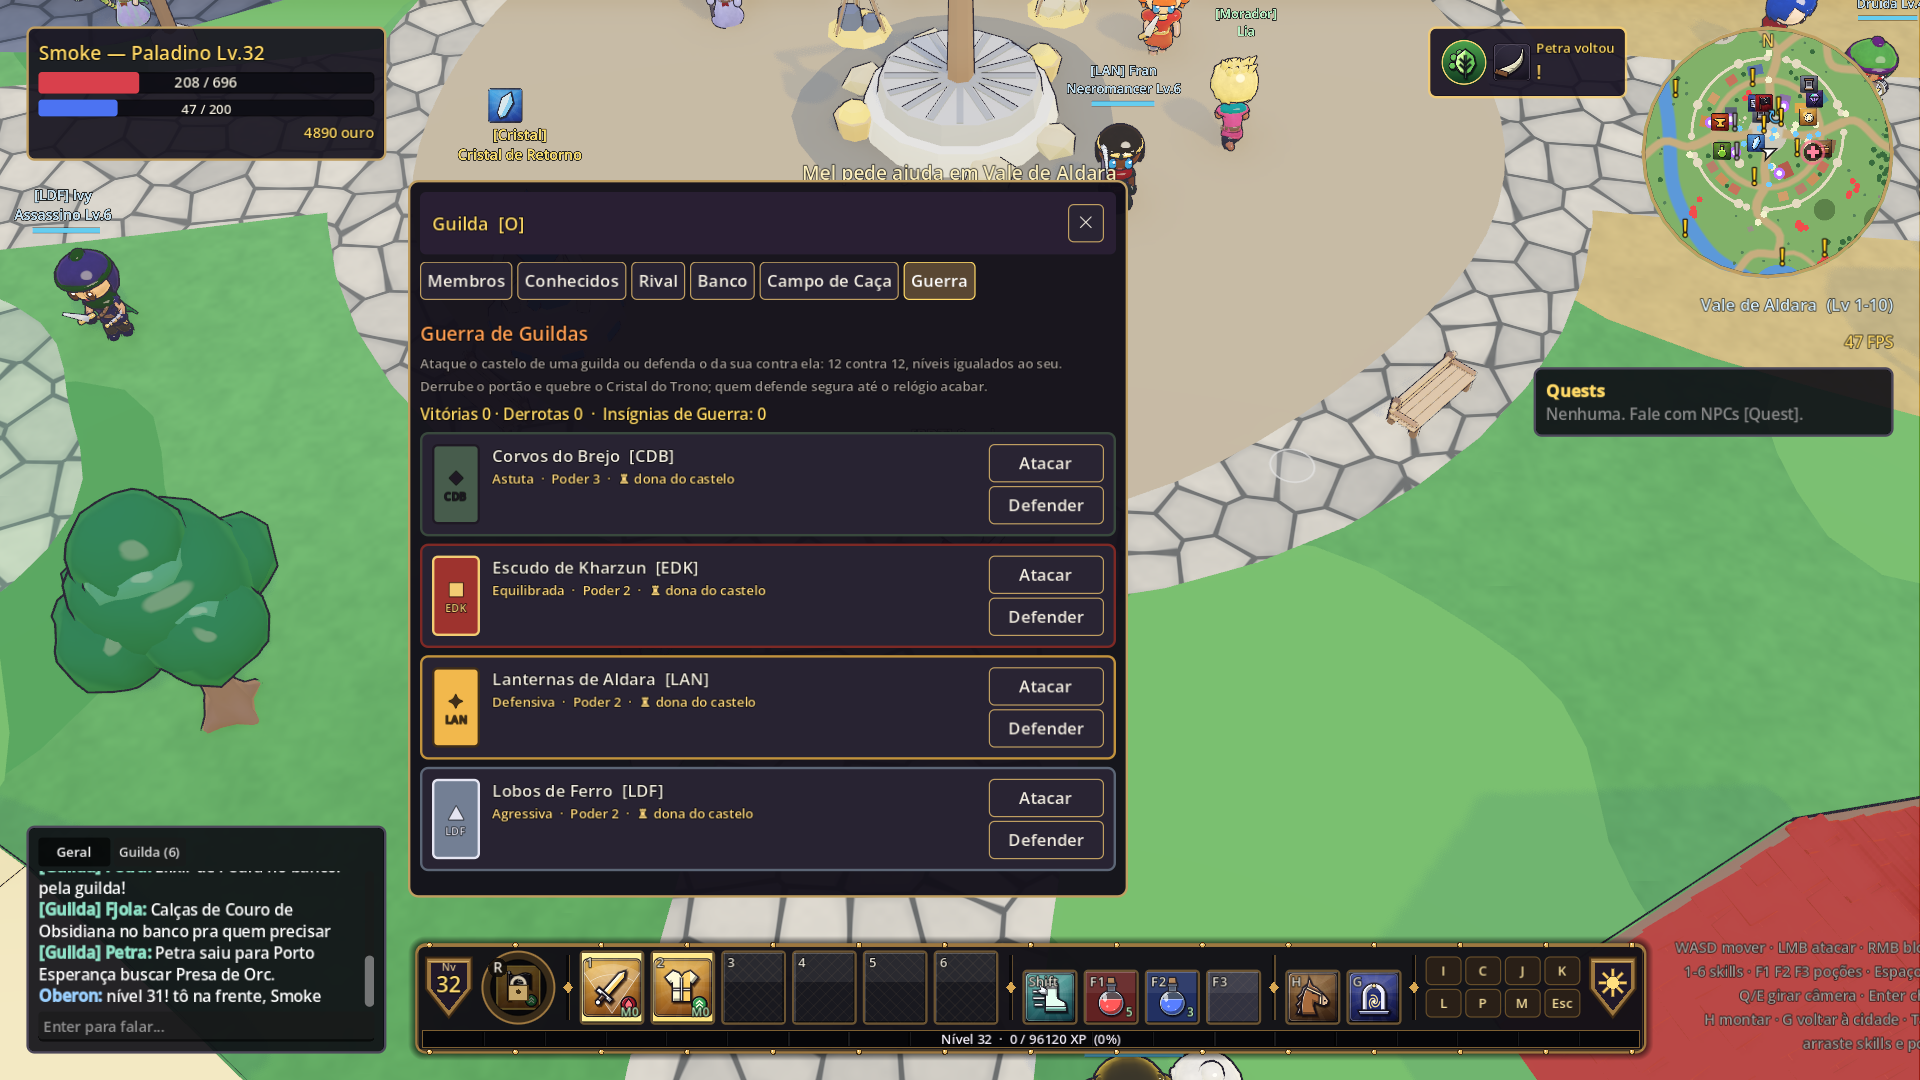 Smoke — Paladino Lv.32
208 / 696
47 / 200
4890 ouro
[LDF] Ivy
Assassino Lv.6
[Cristal]
Cristal de Retorno
[Morador]
Lia
[LAN] Fran
Necromancer Lv.6
Mel pede ajuda em Vale de Aldara
Petra voltou
!
N
Vale de Aldara (Lv 1-10)
47 FPS
Quests
Nenhuma. Fale com NPCs [Quest].
Guilda [O]
Membros
Conhecidos
Rival
Banco
Campo de Caça
Guerra
Guerra de Guildas
Ataque o castelo de uma guilda ou defenda o da sua contra ela: 12 contra 12, níveis igualados ao seu.
Derrube o portão e quebre o Cristal do Trono; quem defende segura até o relógio acabar.
Vitórias 0 · Derrotas 0 · Insígnias de Guerra: 0
CDB
Corvos do Brejo [CDB]
Astuta · Poder 3 · ♜ dona do castelo
Atacar
Defender
EDK
Escudo de Kharzun [EDK]
Equilibrada · Poder 2 · ♜ dona do castelo
Atacar
Defender
LAN
Lanternas de Aldara [LAN]
Defensiva · Poder 2 · ♜ dona do castelo
Atacar
Defender
LDF
Lobos de Ferro [LDF]
Agressiva · Poder 2 · ♜ dona do castelo
Atacar
Defender
Geral
Guilda (6)
pela guilda!
[Guilda] Fjola: Calças de Couro de
Obsidiana no banco pra quem precisar
[Guilda] Petra: Petra saiu para Porto
Esperança buscar Presa de Orc.
Oberon: nível 31! tô na frente, Smoke
Enter para falar...
Nv
32
R
1
M0
2
M0
3
4
5
6
Shift
F1
5
F2
3
F3
H
G
I
C
J
K
L
P
M
Esc
Nível 32 · 0 / 96120 XP (0%)
WASD mover · LMB atacar · RMB
1-6 skills · F1 F2 F3 poções ·
Q/E girar câmera · Enter
H montar · G voltar à cidade ·
arraste skills e